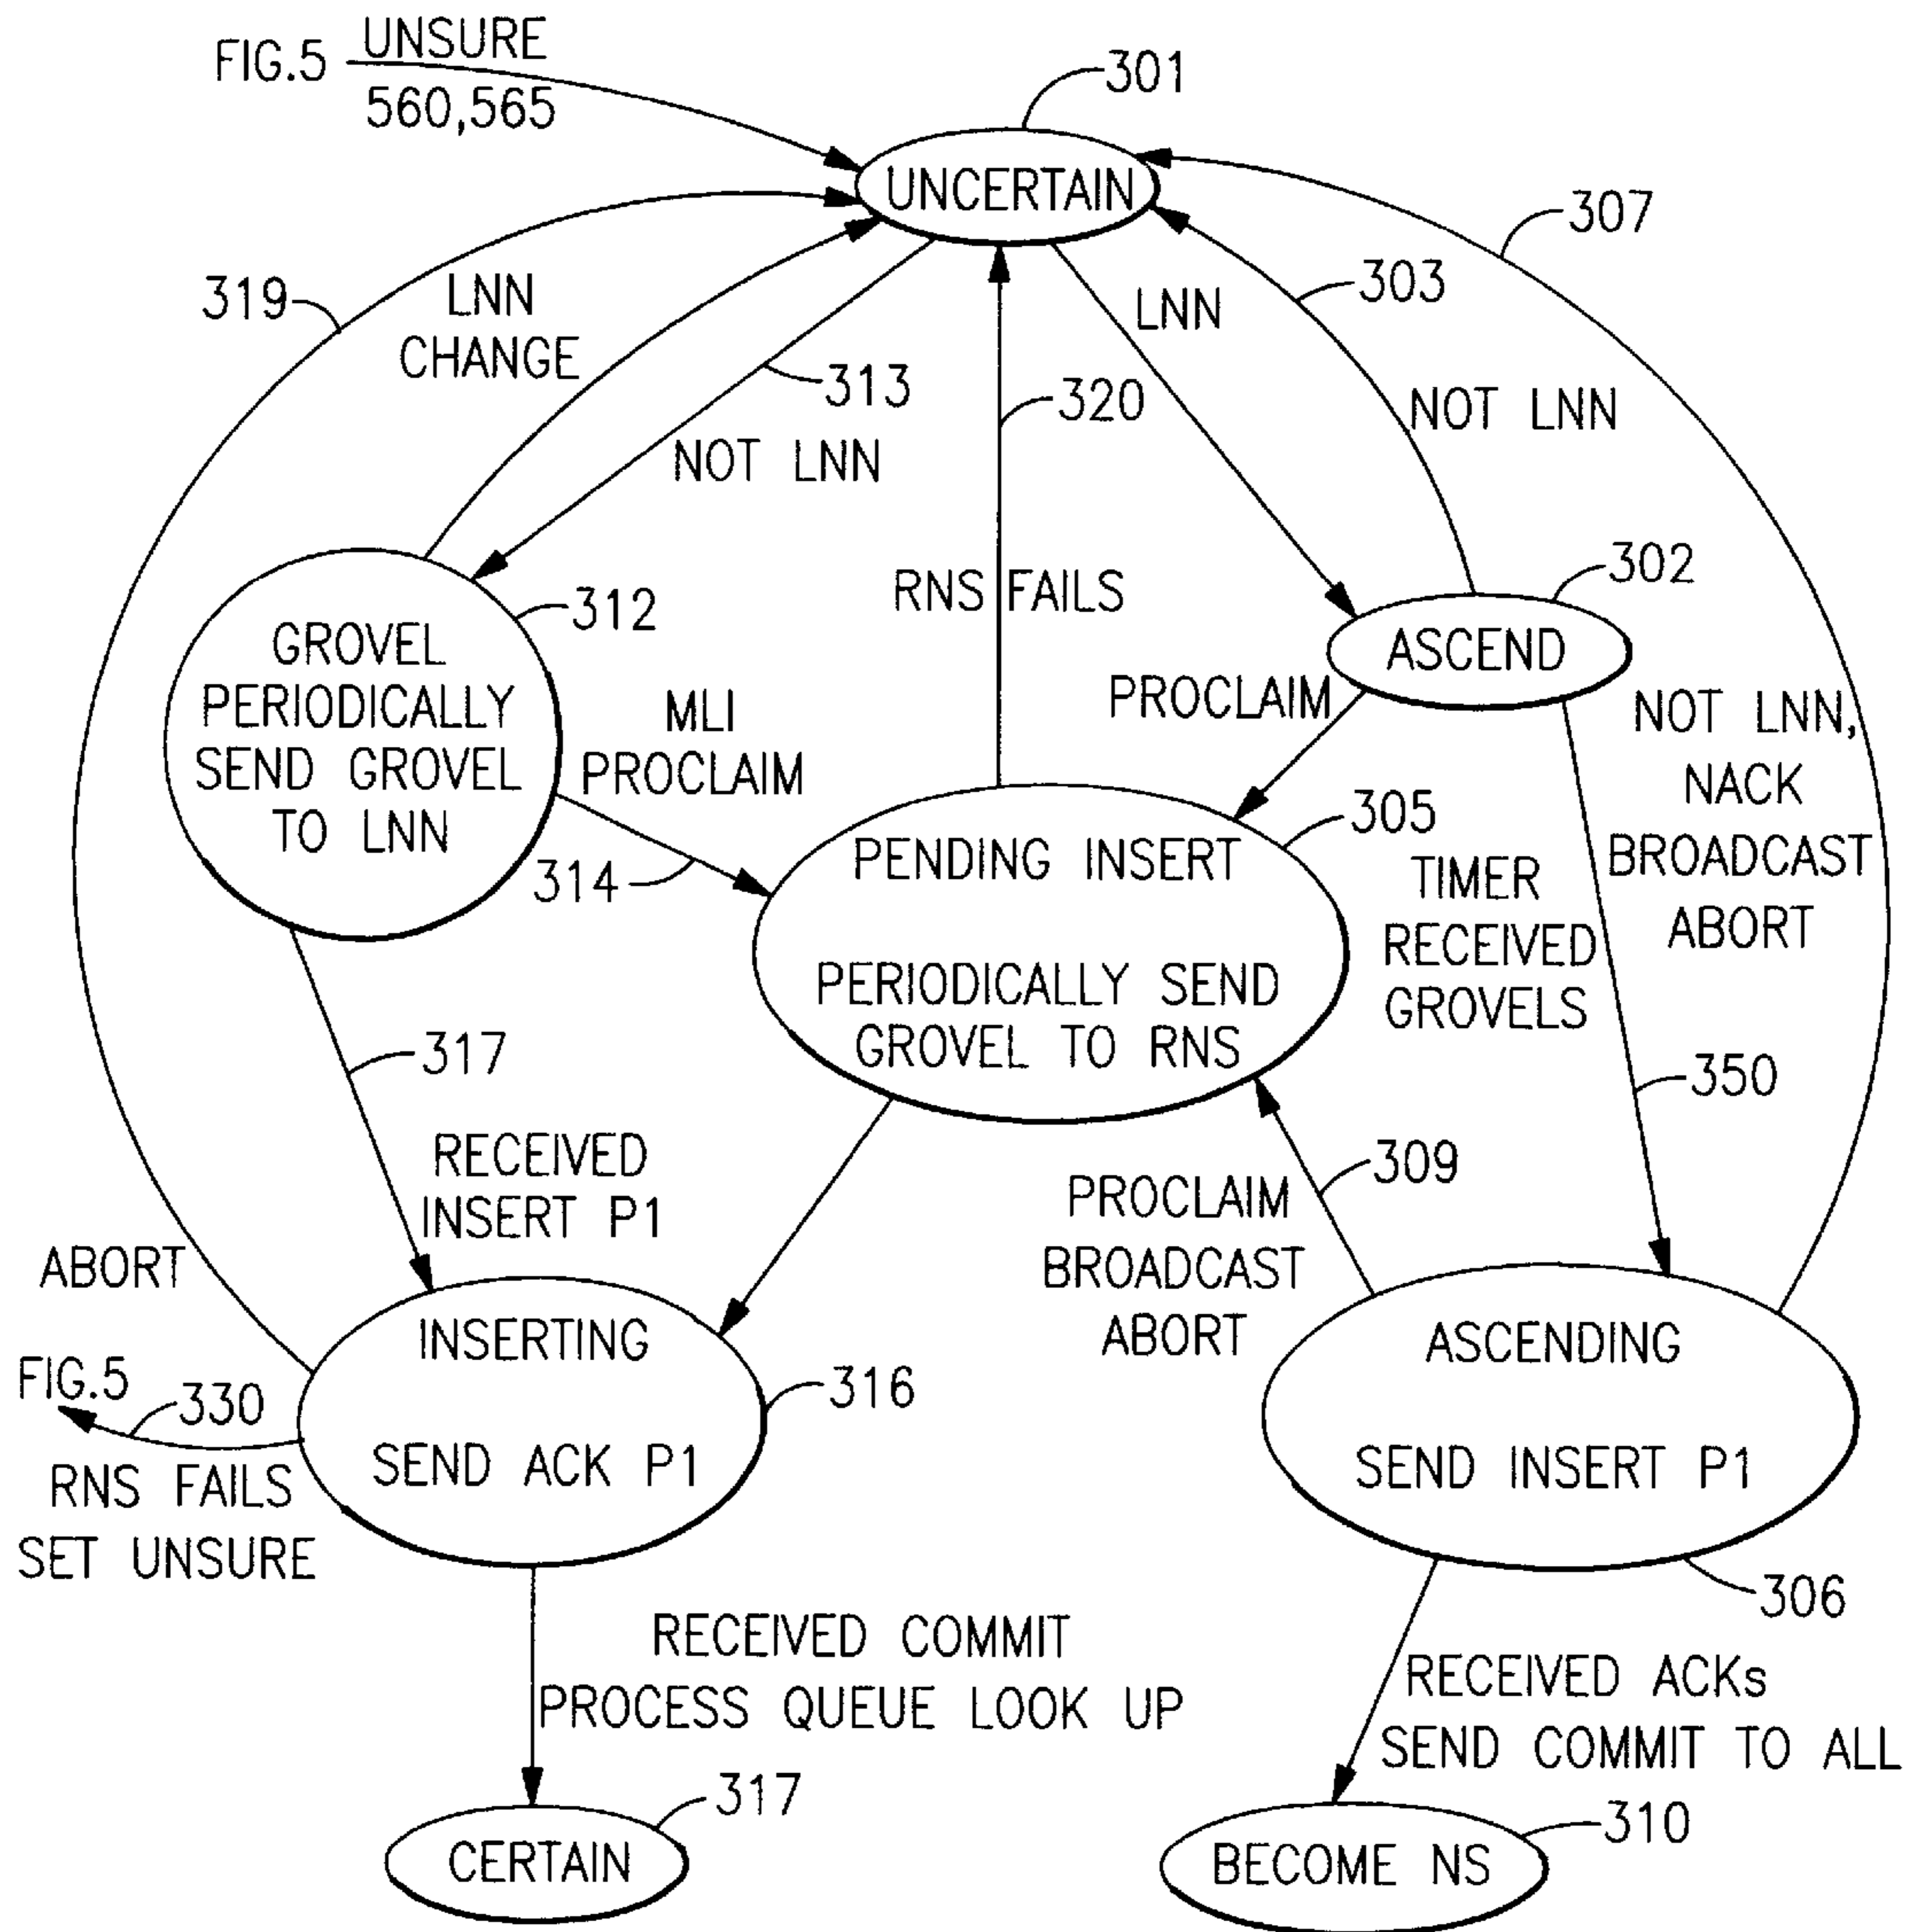 UNSURE
FIG.5
560,565
301
UNCERTAIN
307
319
LNN
CHANGE
313
NOT LNN
320
LNN
303
NOT LNN
RNS FAILS
302
ASCEND
312
GROVEL
PERIODICALLY
SEND GROVEL
TO LNN
MLI
PROCLAIM
314
PROCLAIM
305
PENDING INSERT
PERIODICALLY SEND
GROVEL TO RNS
TIMER
RECEIVED
GROVELS
NOT LNN,
NACK
BROADCAST
ABORT
350
317
RECEIVED
INSERT P1
309
PROCLAIM
BROADCAST
ABORT
ABORT
FIG.5
330
RNS FAILS
SET UNSURE
INSERTING
SEND ACK P1
316
ASCENDING
SEND INSERT P1
306
RECEIVED COMMIT
PROCESS QUEUE LOOK UP
RECEIVED ACKs
SEND COMMIT TO ALL
317
CERTAIN
310
BECOME NS